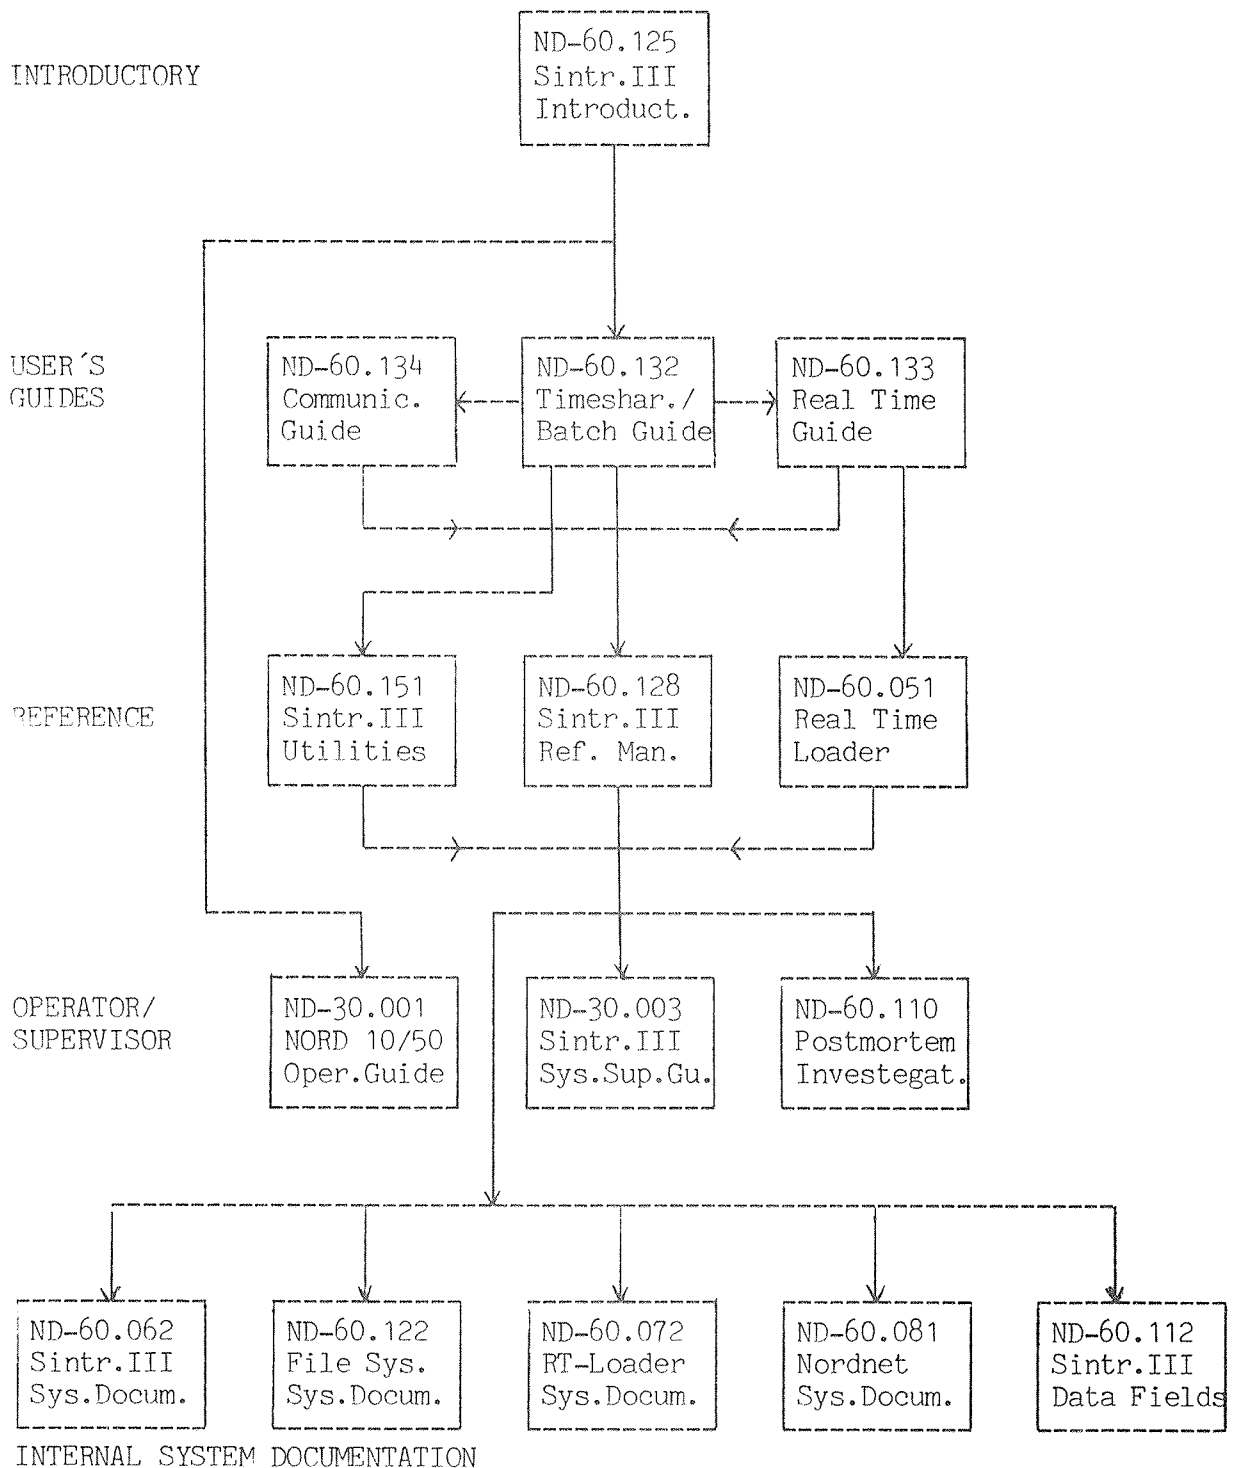 ND-60.125
INTRODUCTORY
Sintr.III
Introduct.
USER´S
GUIDES
ND-60.134
Communic.
Guide
ND-60.132
Timeshar./
Batch Guide
ND-60.133
Real Time
Guide
REFERENCE
ND-60.151
Sintr.III
Utilities
ND-60.128
Sintr.III
Ref. Man.
ND-60.051
Real Time
Loader
OPERATOR/
SUPERVISOR
ND-30.001
NORD 10/50
Oper.Guide
ND-30.003
Sintr.III
Sys.Sup.Gu.
ND-60.110
Postmortem
Investegat.
ND-60.062
Sintr.III
Sys.Docum.
ND-60.122
File Sys.
Sys.Docum.
ND-60.072
RT-Loader
Sys.Docum.
ND-60.081
Nordnet
Sys.Docum.
ND-60.112
Sintr.III
Data Fields
INTERNAL SYSTEM DOCUMENTATION